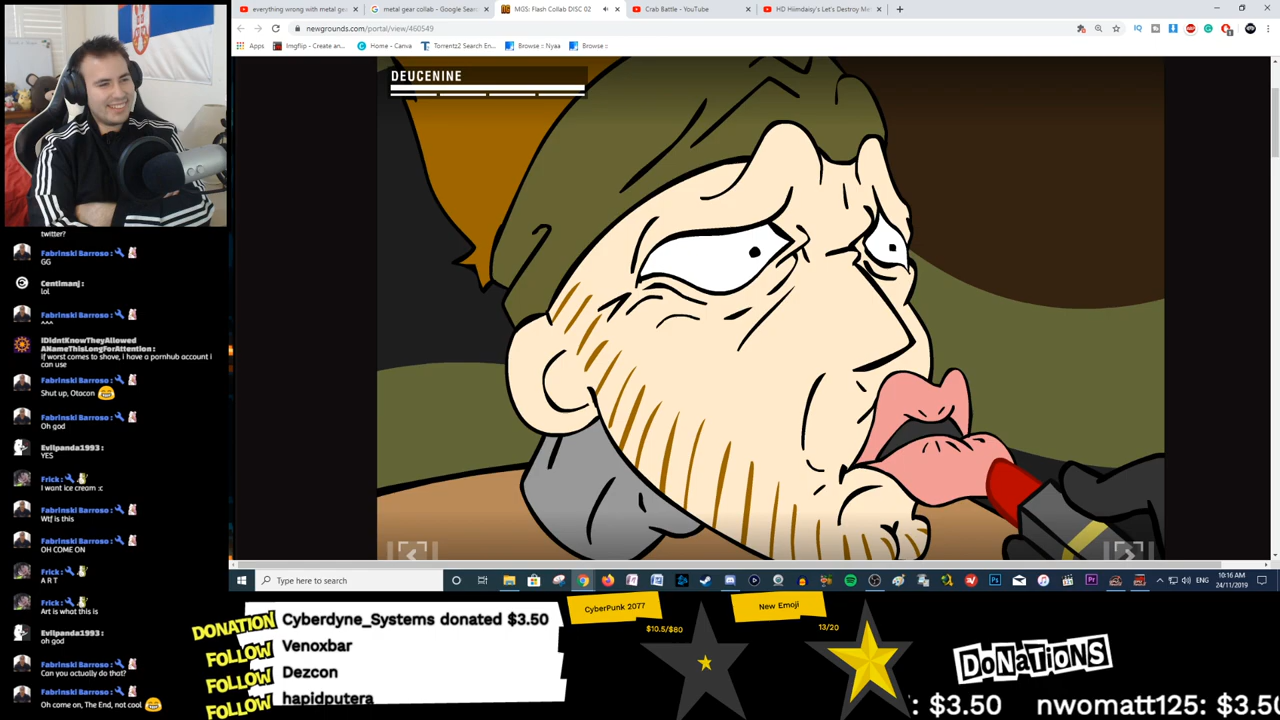 everything wrong with metal gea
metal gear collab - Google Sear
MGS: Flash Collab DISC 02
Crab Battle - YouTube
HD Hiimdaisy's Let's Destroy Me
newgrounds.com/portal/view/460549
Apps
Imgflip - Create an...
Home - Canva
Torrentz2 Search En...
Browse :: Nyaa
Browse ::
DEUCENINE
twitter?
Fabrinski Barroso :
GG
Centimanj :
lol
Fabrinski Barroso :
^^^
IDidntKnowTheyAllowed
ANameThisLongForAttention :
if worst comes to shove, i have a pornhub account i
can use
Fabrinski Barroso :
Shut up, Otacon
Fabrinski Barroso :
Oh god
Evilpanda1993 :
YES
Frick :
I want ice cream :c
Fabrinski Barroso :
Wtf is this
Fabrinski Barroso :
OH COME ON
Frick :
A R T
Frick :
Art is what this is
Evilpanda1993 :
oh god
Fabrinski Barroso :
Can you actually do that?
Fabrinski Barroso :
Oh come on, The End, not cool
Type here to search
ENG
10:16 AM
24/11/2019
DONATION
Cyberdyne_Systems donated $3.50
FOLLOW
Venoxbar
FOLLOW
Dezcon
FOLLOW
hapidputera
CyberPunk 2077
$10.5/$80
New Emoji
13/20
DONATIONS
: $3.50
nwomatt125: $3.50